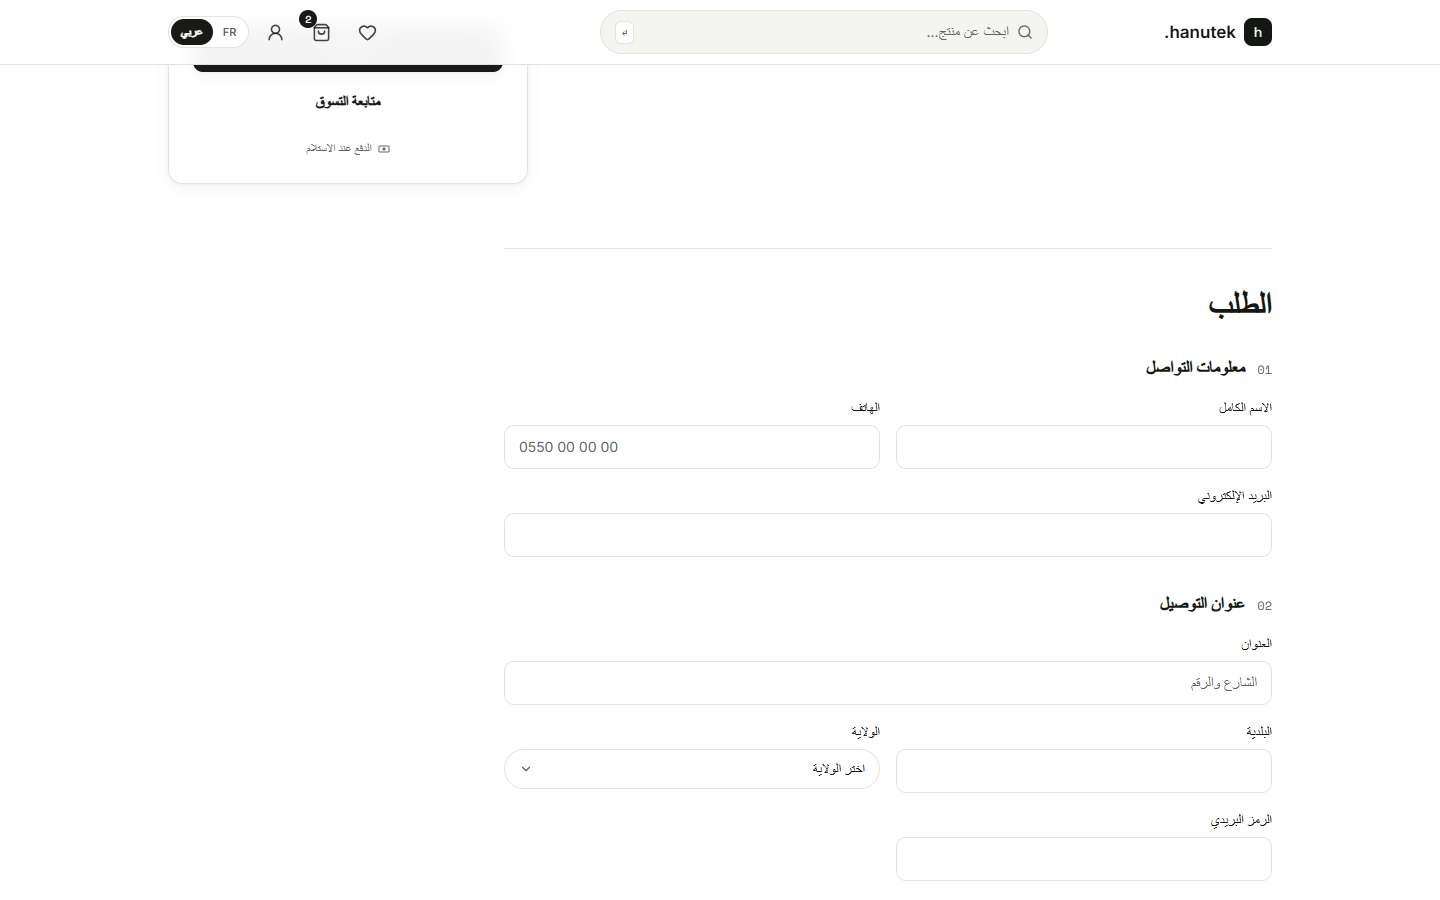 h hanutek.
ابحث عن منتج...
↵
2
FR
عربي
متابعة التسوق
الدفع عند الاستلام
الطلب
01 معلومات التواصل
الاسم الكامل
الهاتف
0550 00 00 00
البريد الإلكتروني
02 عنوان التوصيل
العنوان
الشارع والرقم
البلدية
الولاية
اختر الولاية
الرمز البريدي